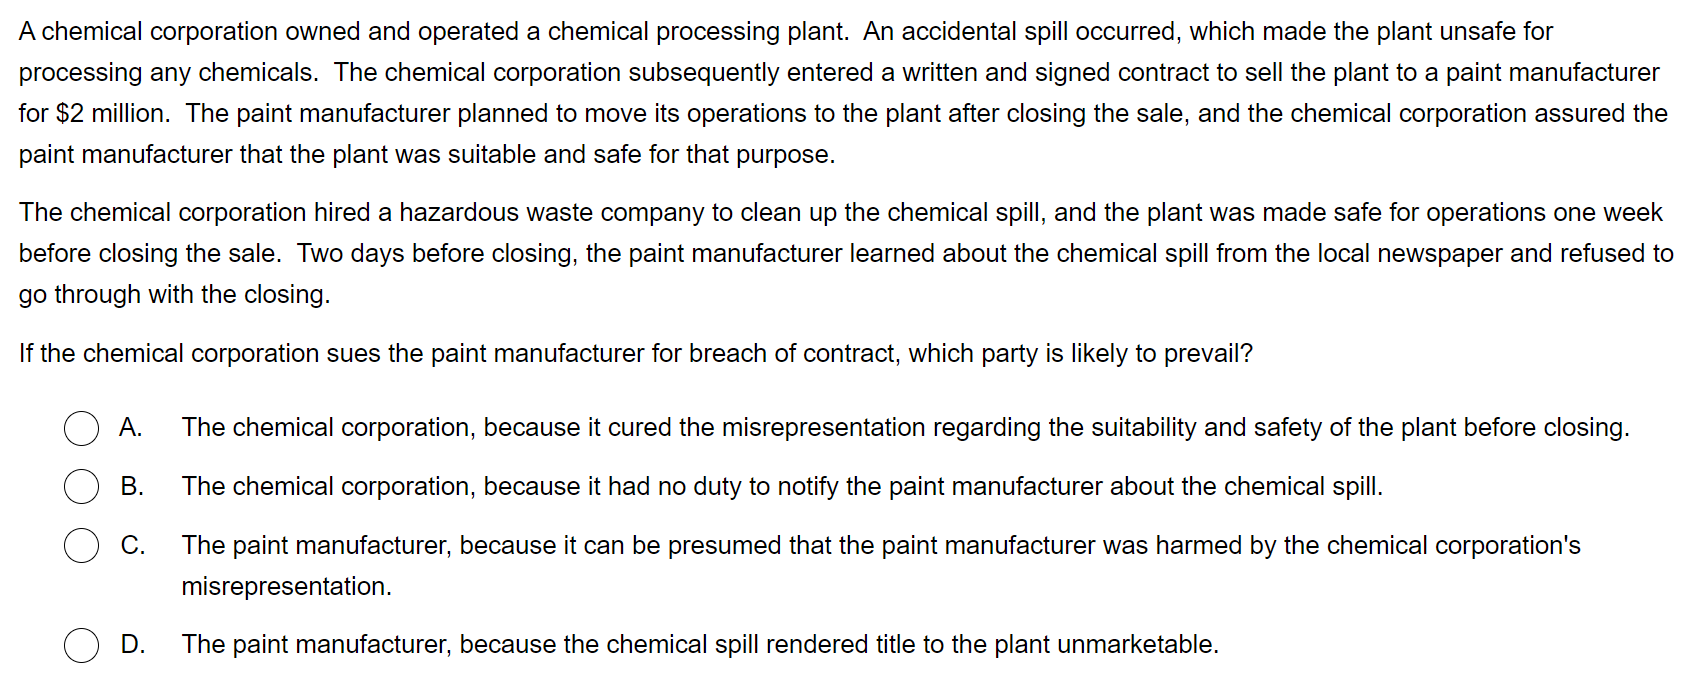 A chemical corporation owned and operated a chemical processing plant.  An accidental spill occurred, which made the plant unsafe for
processing any chemicals.  The chemical corporation subsequently entered a written and signed contract to sell the plant to a paint manufacturer
for $2 million.  The paint manufacturer planned to move its operations to the plant after closing the sale, and the chemical corporation assured the
paint manufacturer that the plant was suitable and safe for that purpose.
The chemical corporation hired a hazardous waste company to clean up the chemical spill, and the plant was made safe for operations one week
before closing the sale.  Two days before closing, the paint manufacturer learned about the chemical spill from the local newspaper and refused to
go through with the closing.
If the chemical corporation sues the paint manufacturer for breach of contract, which party is likely to prevail?
A. The chemical corporation, because it cured the misrepresentation regarding the suitability and safety of the plant before closing.
B. The chemical corporation, because it had no duty to notify the paint manufacturer about the chemical spill.
C. The paint manufacturer, because it can be presumed that the paint manufacturer was harmed by the chemical corporation's
misrepresentation.
D. The paint manufacturer, because the chemical spill rendered title to the plant unmarketable.